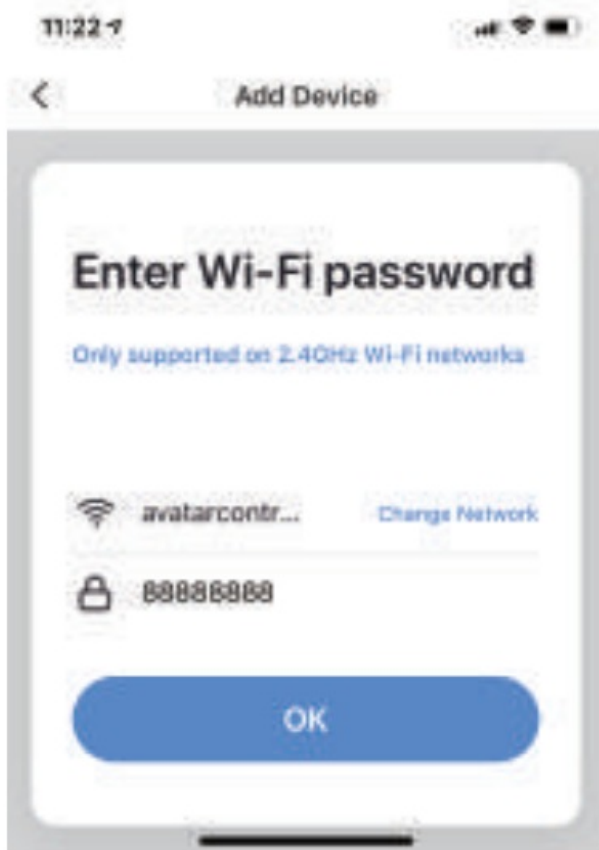 11:22
Add Device
Enter Wi-Fi password
Only supported on 2.4GHz Wi-Fi networks
avatarcontr... Change Network
88888888
OK